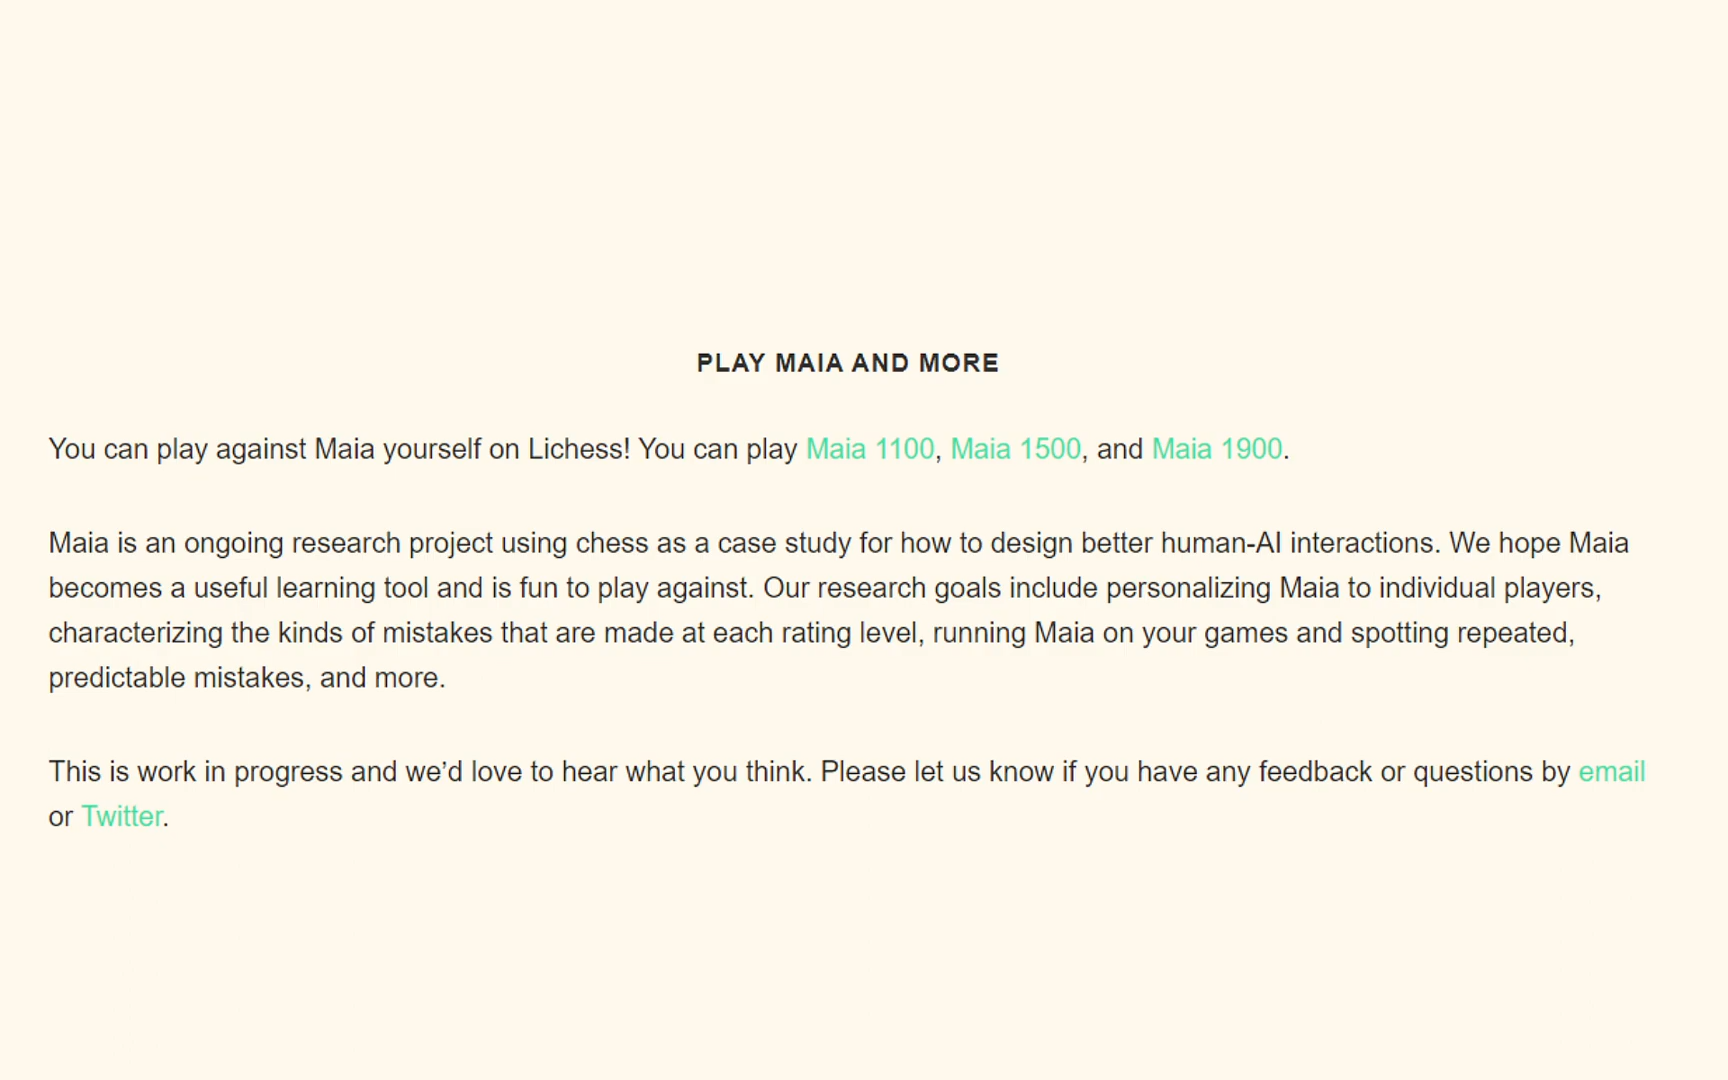 PLAY MAIA AND MORE
You can play against Maia yourself on Lichess! You can play Maia 1100, Maia 1500, and Maia 1900.
Maia is an ongoing research project using chess as a case study for how to design better human-AI interactions. We hope Maia
becomes a useful learning tool and is fun to play against. Our research goals include personalizing Maia to individual players,
characterizing the kinds of mistakes that are made at each rating level, running Maia on your games and spotting repeated,
predictable mistakes, and more.
This is work in progress and we’d love to hear what you think. Please let us know if you have any feedback or questions by email
or Twitter.